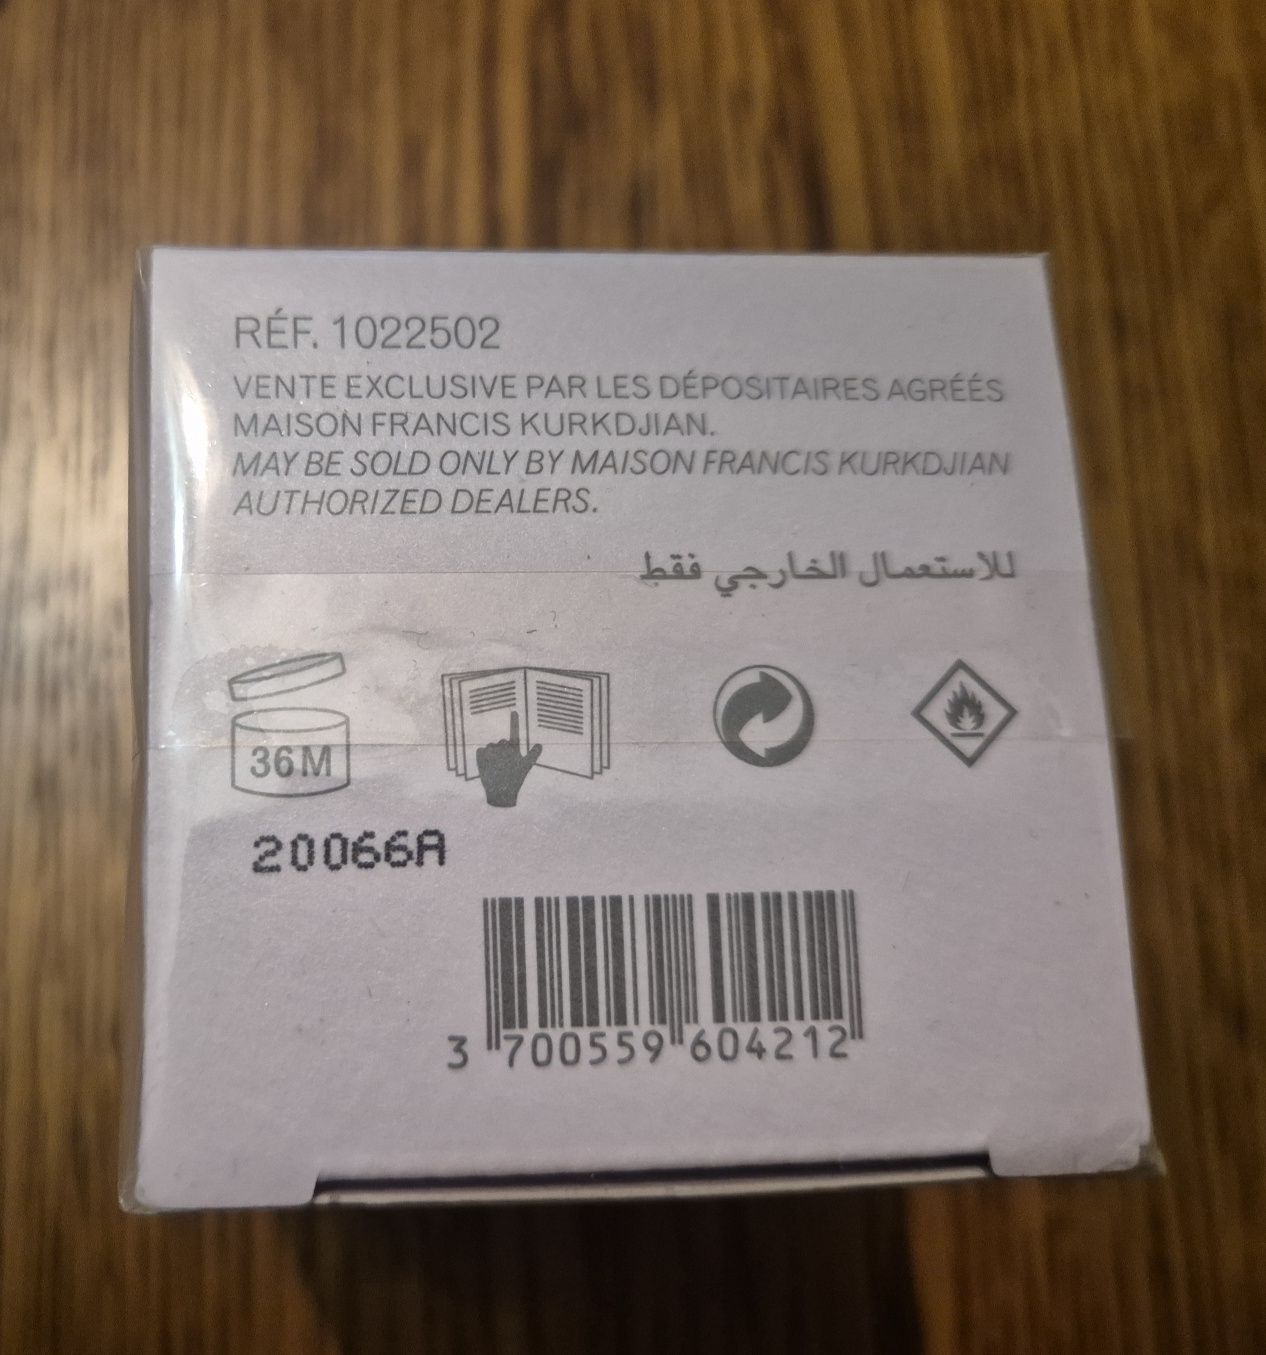 RÉF. 1022502
VENTE EXCLUSIVE PAR LES DÉPOSITAIRES AGRÉÉS
MAISON FRANCIS KURKDJIAN.
MAY BE SOLD ONLY BY MAISON FRANCIS KURKDJIAN
AUTHORIZED DEALERS.
للاستعمال الخارجي فقط
36M
20066A
3 700559 604212